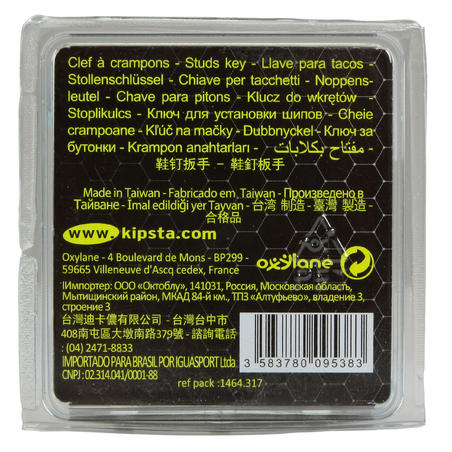 Clef à crampons - Studs key - Llave para tacos -
Stollenschlüssel - Chiave per tacchetti - Noppens-
leutel - Chave para pitons - Klucz do wkrętów -
Stoplikulcs - Ключ для установки шипов - Cheie
crampoane - Kľúč na mačky - Dubbnyckel - Ключ за
бутонки - Krampon anahtarları - مفتاح بكلابات -
鞋钉扳手 - 鞋釘板手
Made in Taiwan - Fabricado em Taiwan - Произведено в
Тайване - İmal edildiği yer Tayvan - 台湾 制造 - 臺灣 製造 -
合格品
www.kipsta.com
Oxylane - 4 Boulevard de Mons - BP299 -
59665 Villeneuve d'Ascq cedex, France
oxylane
Импортер: ООО «Октоблу», 141031, Россия, Московская область,
Мытищинский район, МКАД 84-й км., ТПЗ «Алтуфьево», владение 3,
строение 3
台灣迪卡儂有限公司 - 台灣台中市
408南屯區大墩南路379號 - 諮詢電話
: (04) 2471-8833
IMPORTADO PARA BRASIL POR IGUASPORT Ltda
CNPJ : 02.314.041/0001-88
3 583780 095383
ref pack : 1464.317